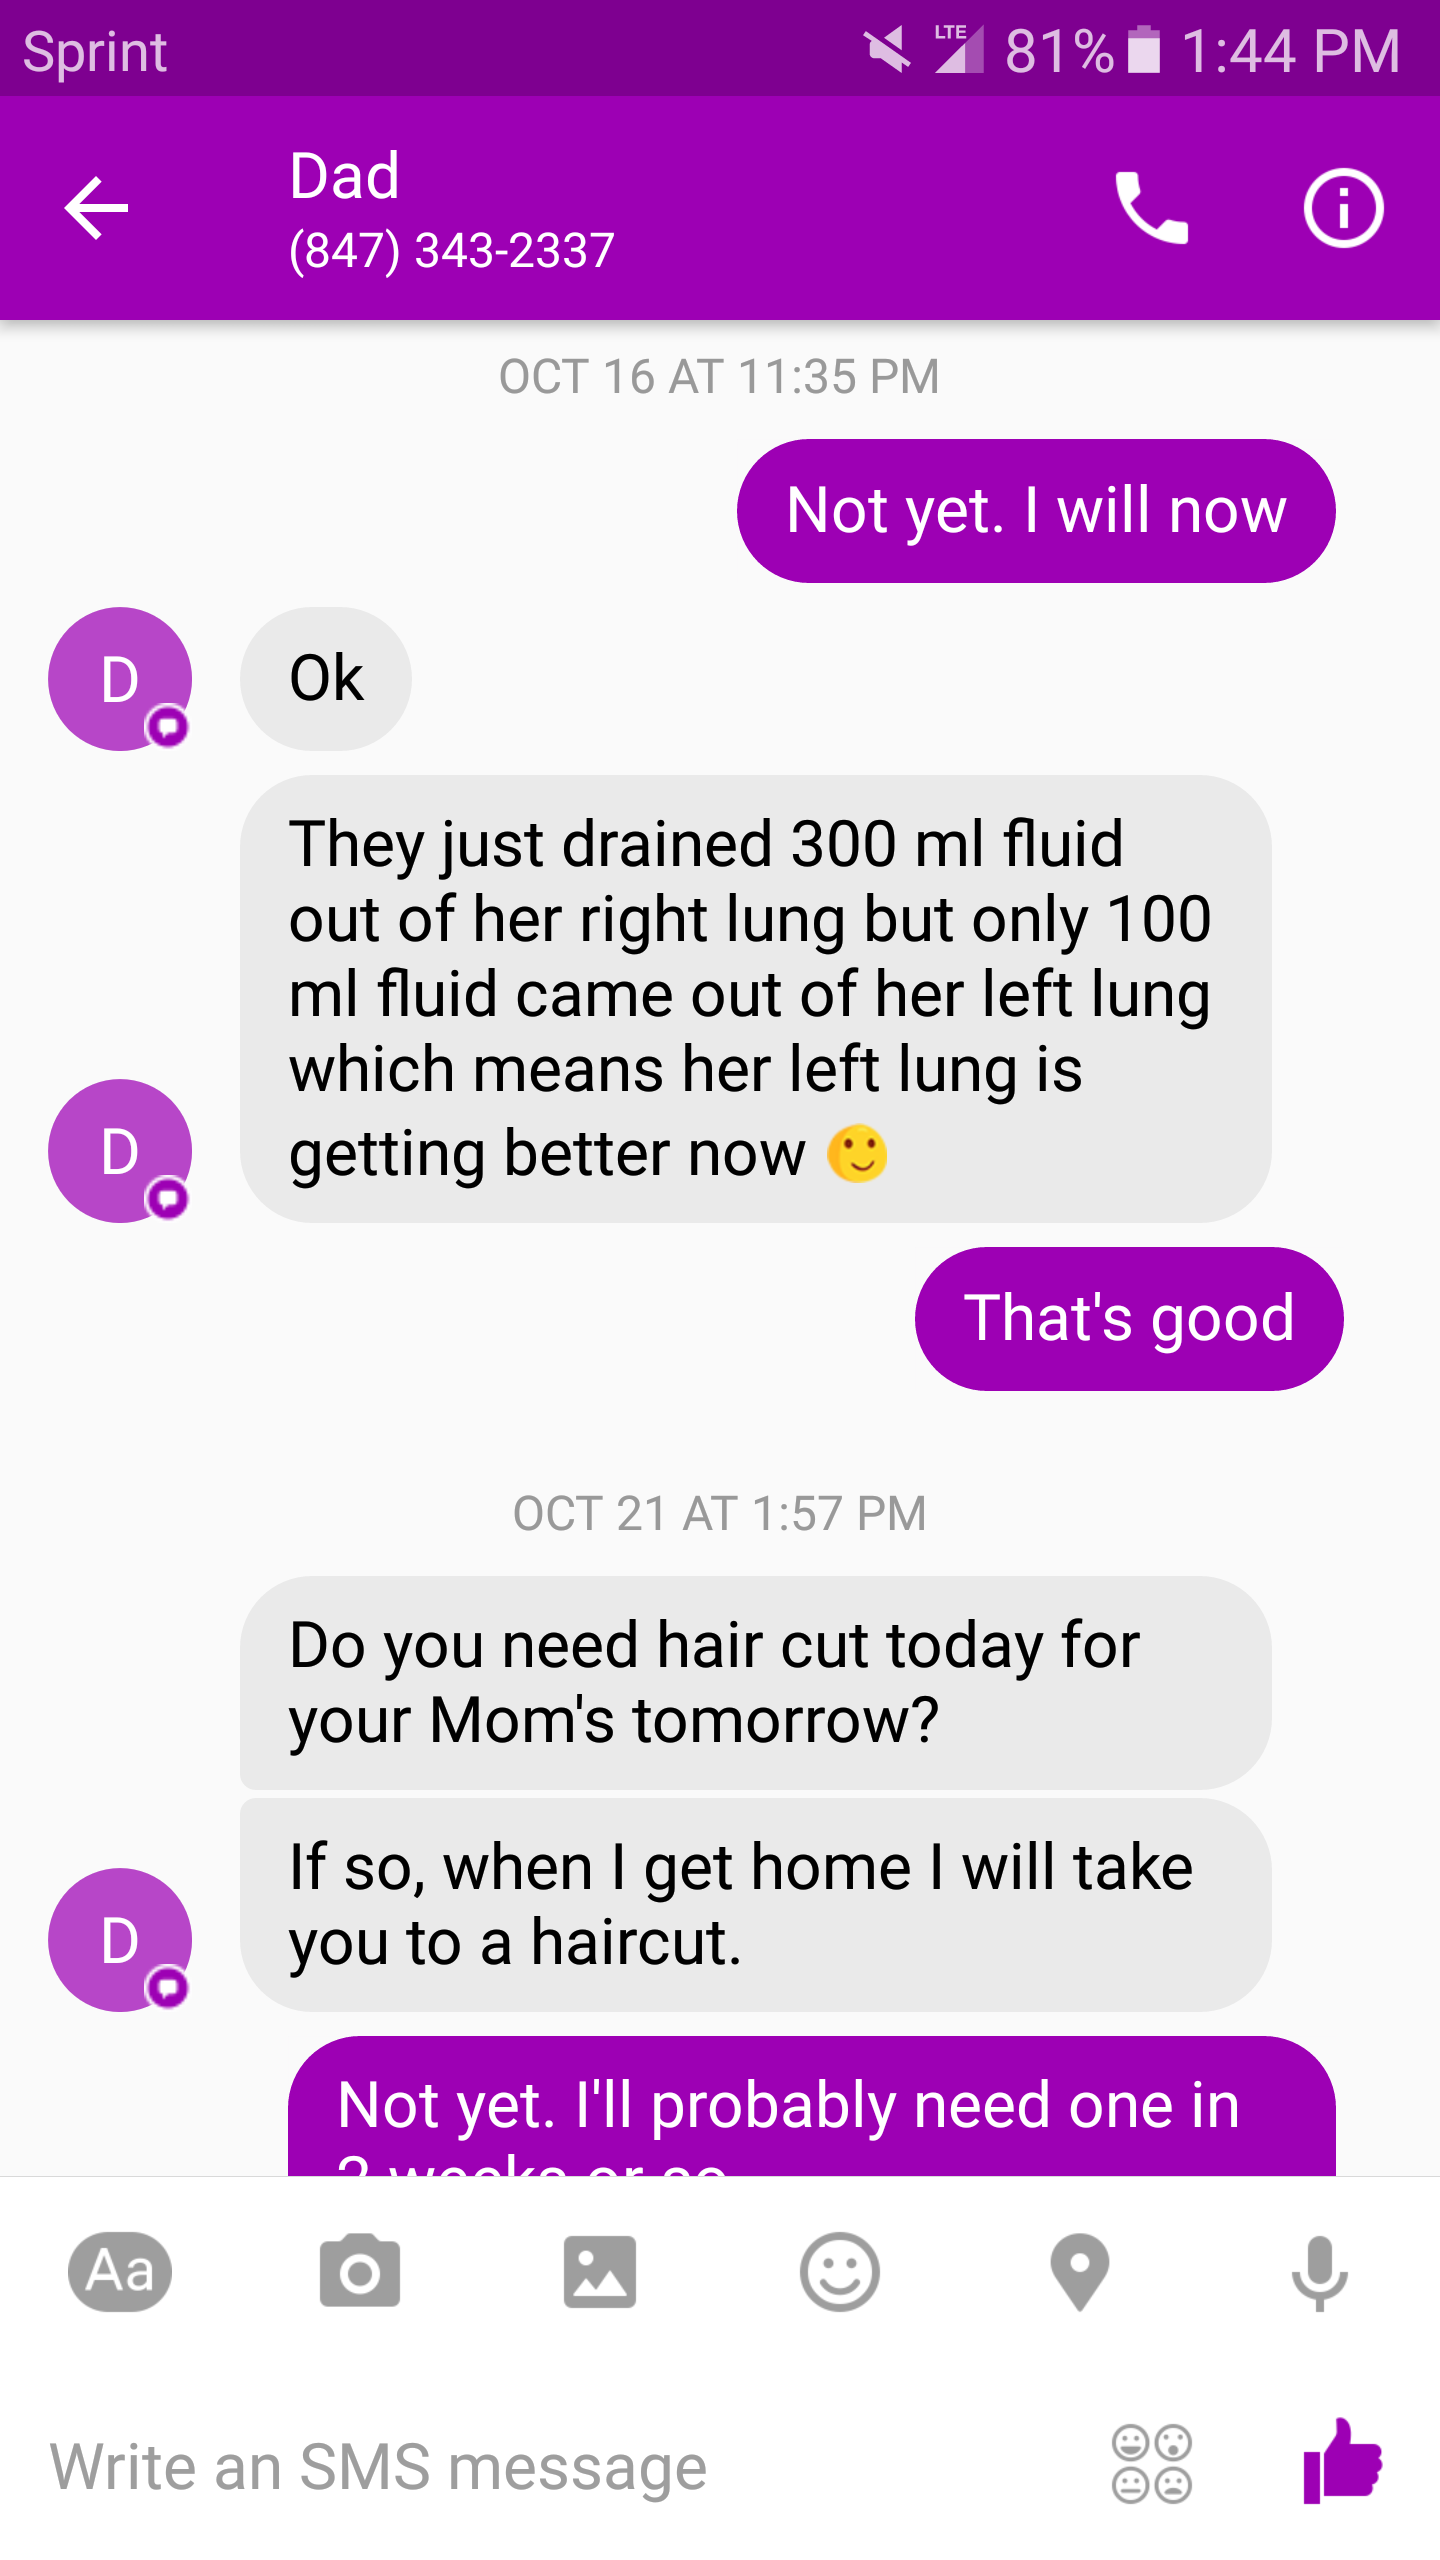 Sprint LTE 81% 1:44 PM
Dad
(847) 343-2337
OCT 16 AT 11:35 PM
Not yet. I will now
D
Ok
They just drained 300 ml fluid
out of her right lung but only 100
ml fluid came out of her left lung
which means her left lung is
D
getting better now 🙂
That's good
OCT 21 AT 1:57 PM
Do you need hair cut today for
your Mom's tomorrow?
If so, when I get home I will take
D
you to a haircut.
Not yet. I'll probably need one in
weeks or so
Aa
Write an SMS message